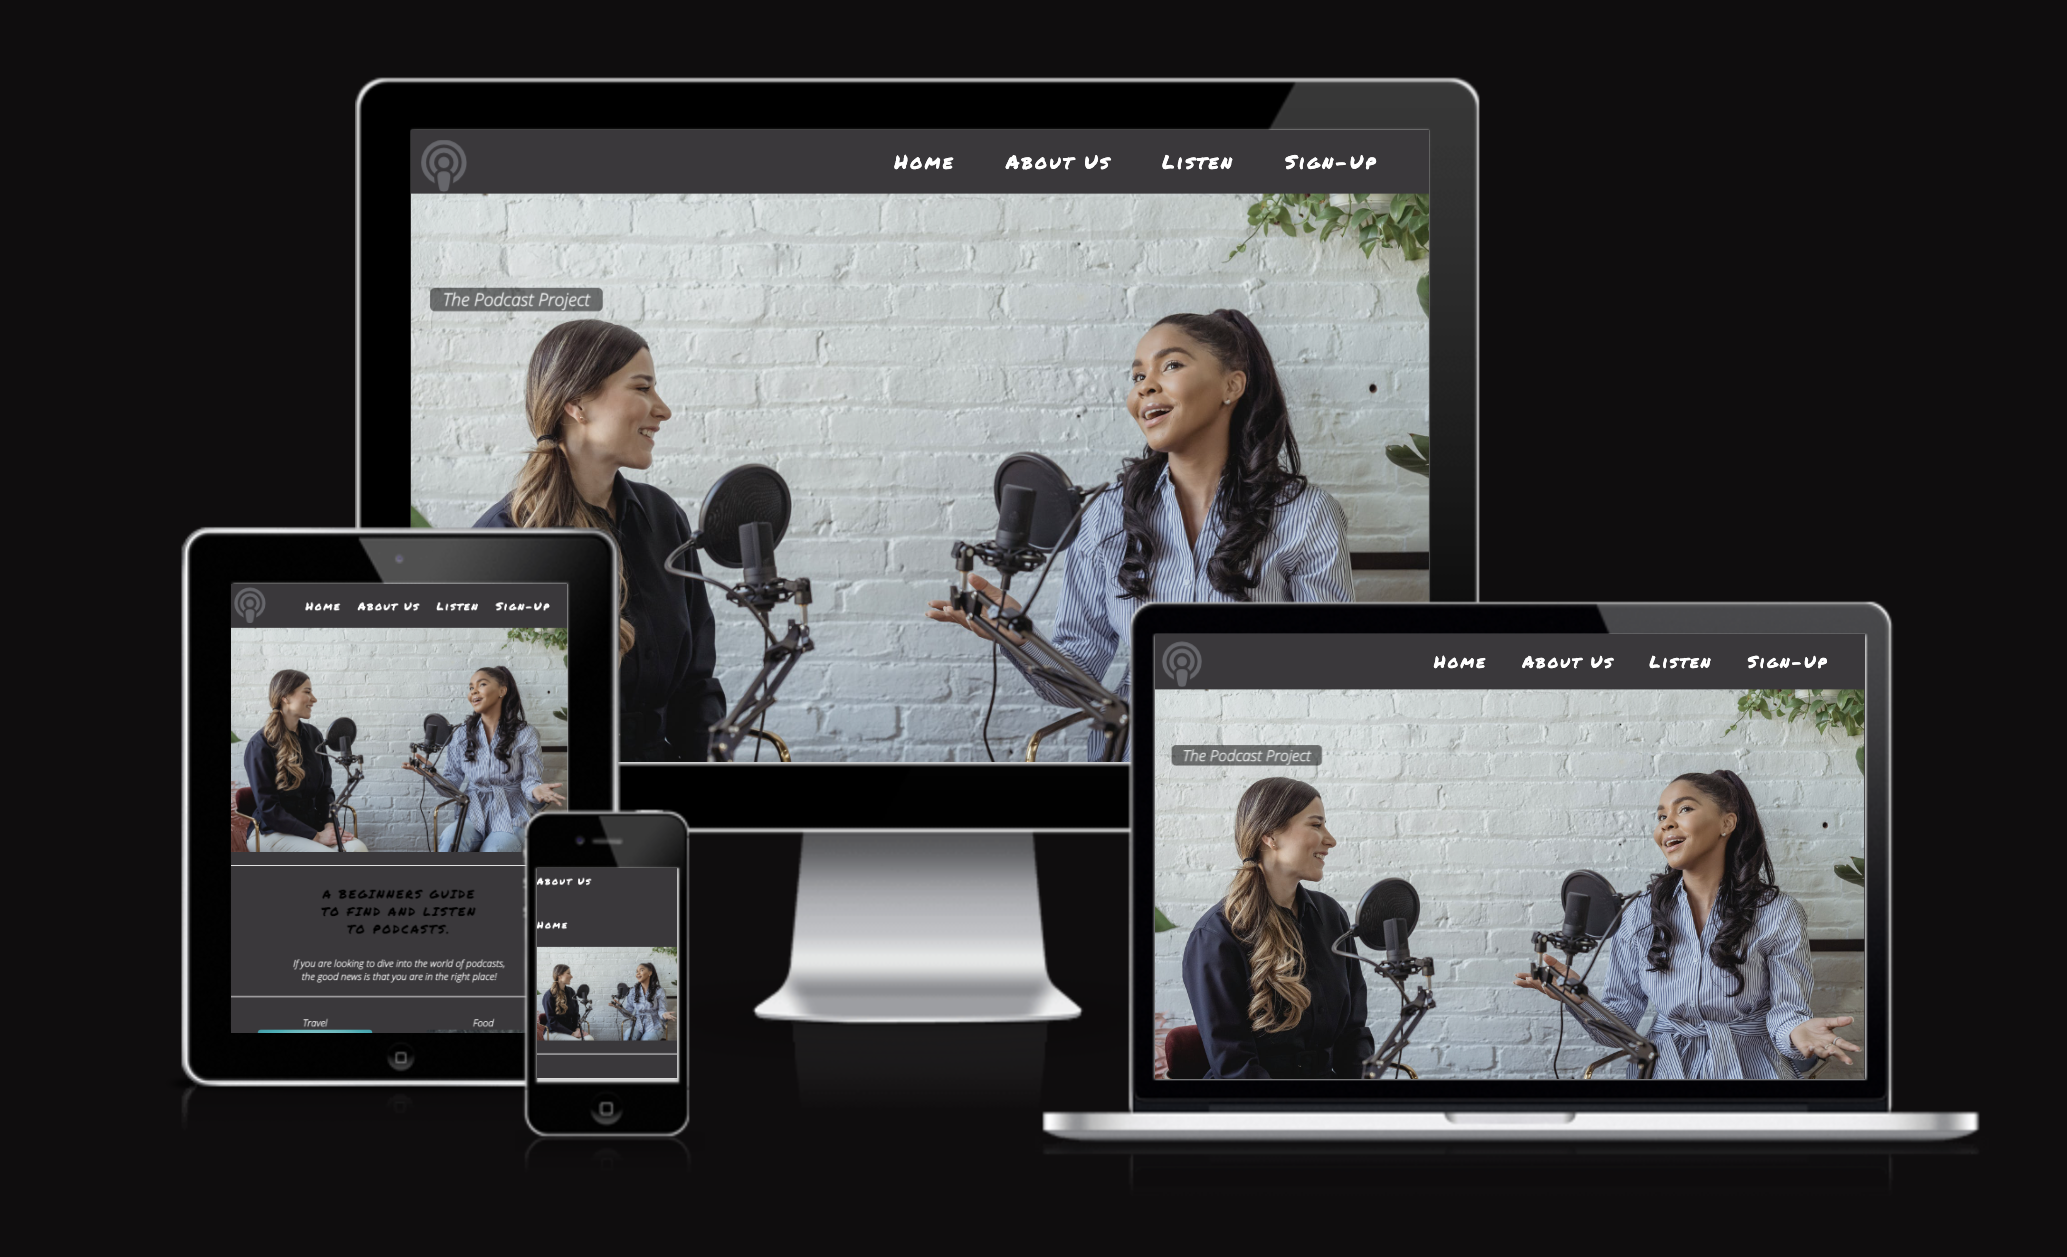 Home About Us Listen Sign-Up
The Podcast Project
Home About Us Listen Sign-Up
A Beginners Guide
to find and listen
to podcasts.
If you are looking to dive into the world of podcasts,
the good news is that you are in the right place!
Travel Food
About Us
Home
Home About Us Listen Sign-Up
The Podcast Project